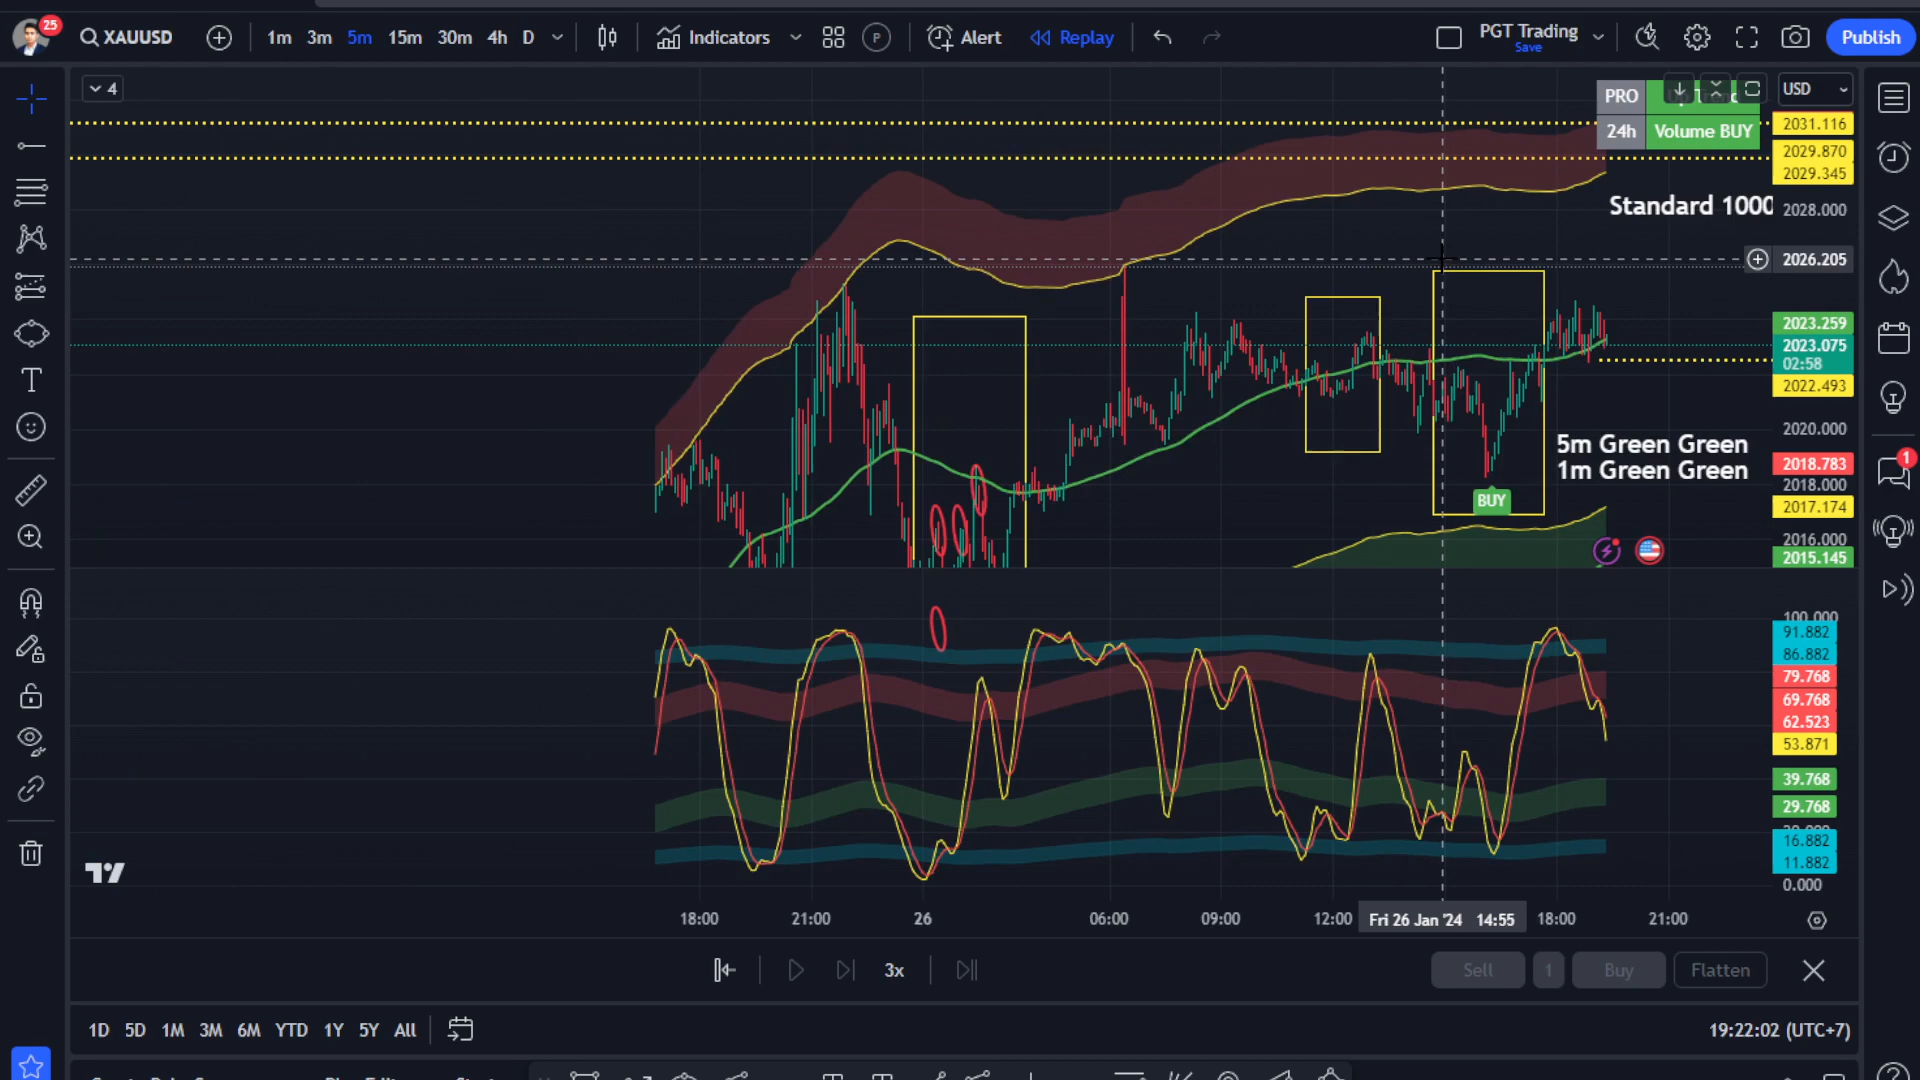 25
XAUUSD
1m 3m 5m 15m 30m 4h D
Indicators
P
Alert
Replay
PGT Trading
Save
Publish
4
PRO
24h
Volume BUY
USD
2031.116
2029.870
2029.345
Standard 1000
2028.000
2026.205
2023.259
2023.075
02:58
2022.493
2020.000
5m Green Green
1m Green Green
2018.783
2018.000
2017.174
BUY
2016.000
2015.145
1
100.000
91.882
86.882
79.768
69.768
62.523
53.871
39.768
29.768
16.882
11.882
0.000
18:00 21:00 26 06:00 09:00 12:00 Fri 26 Jan '24 14:55 18:00 21:00
3x
Sell 1 Buy Flatten
1D 5D 1M 3M 6M YTD 1Y 5Y All
19:22:02 (UTC+7)